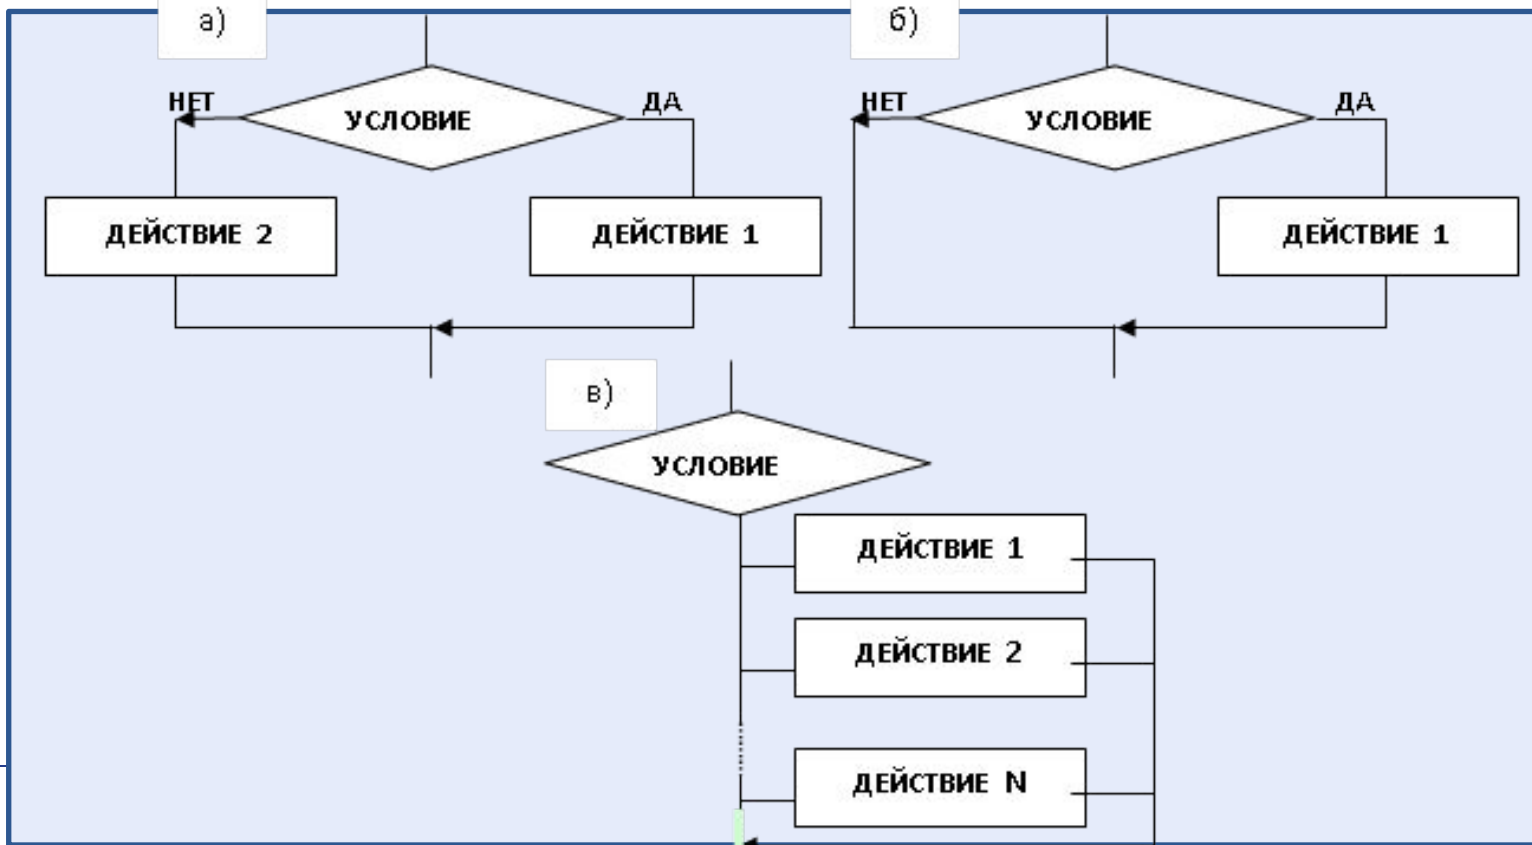 а)
НЕТ
УСЛОВИЕ
ДА
ДЕЙСТВИЕ 2
ДЕЙСТВИЕ 1
б)
НЕТ
УСЛОВИЕ
ДА
ДЕЙСТВИЕ 1
в)
УСЛОВИЕ
ДЕЙСТВИЕ 1
ДЕЙСТВИЕ 2
ДЕЙСТВИЕ N